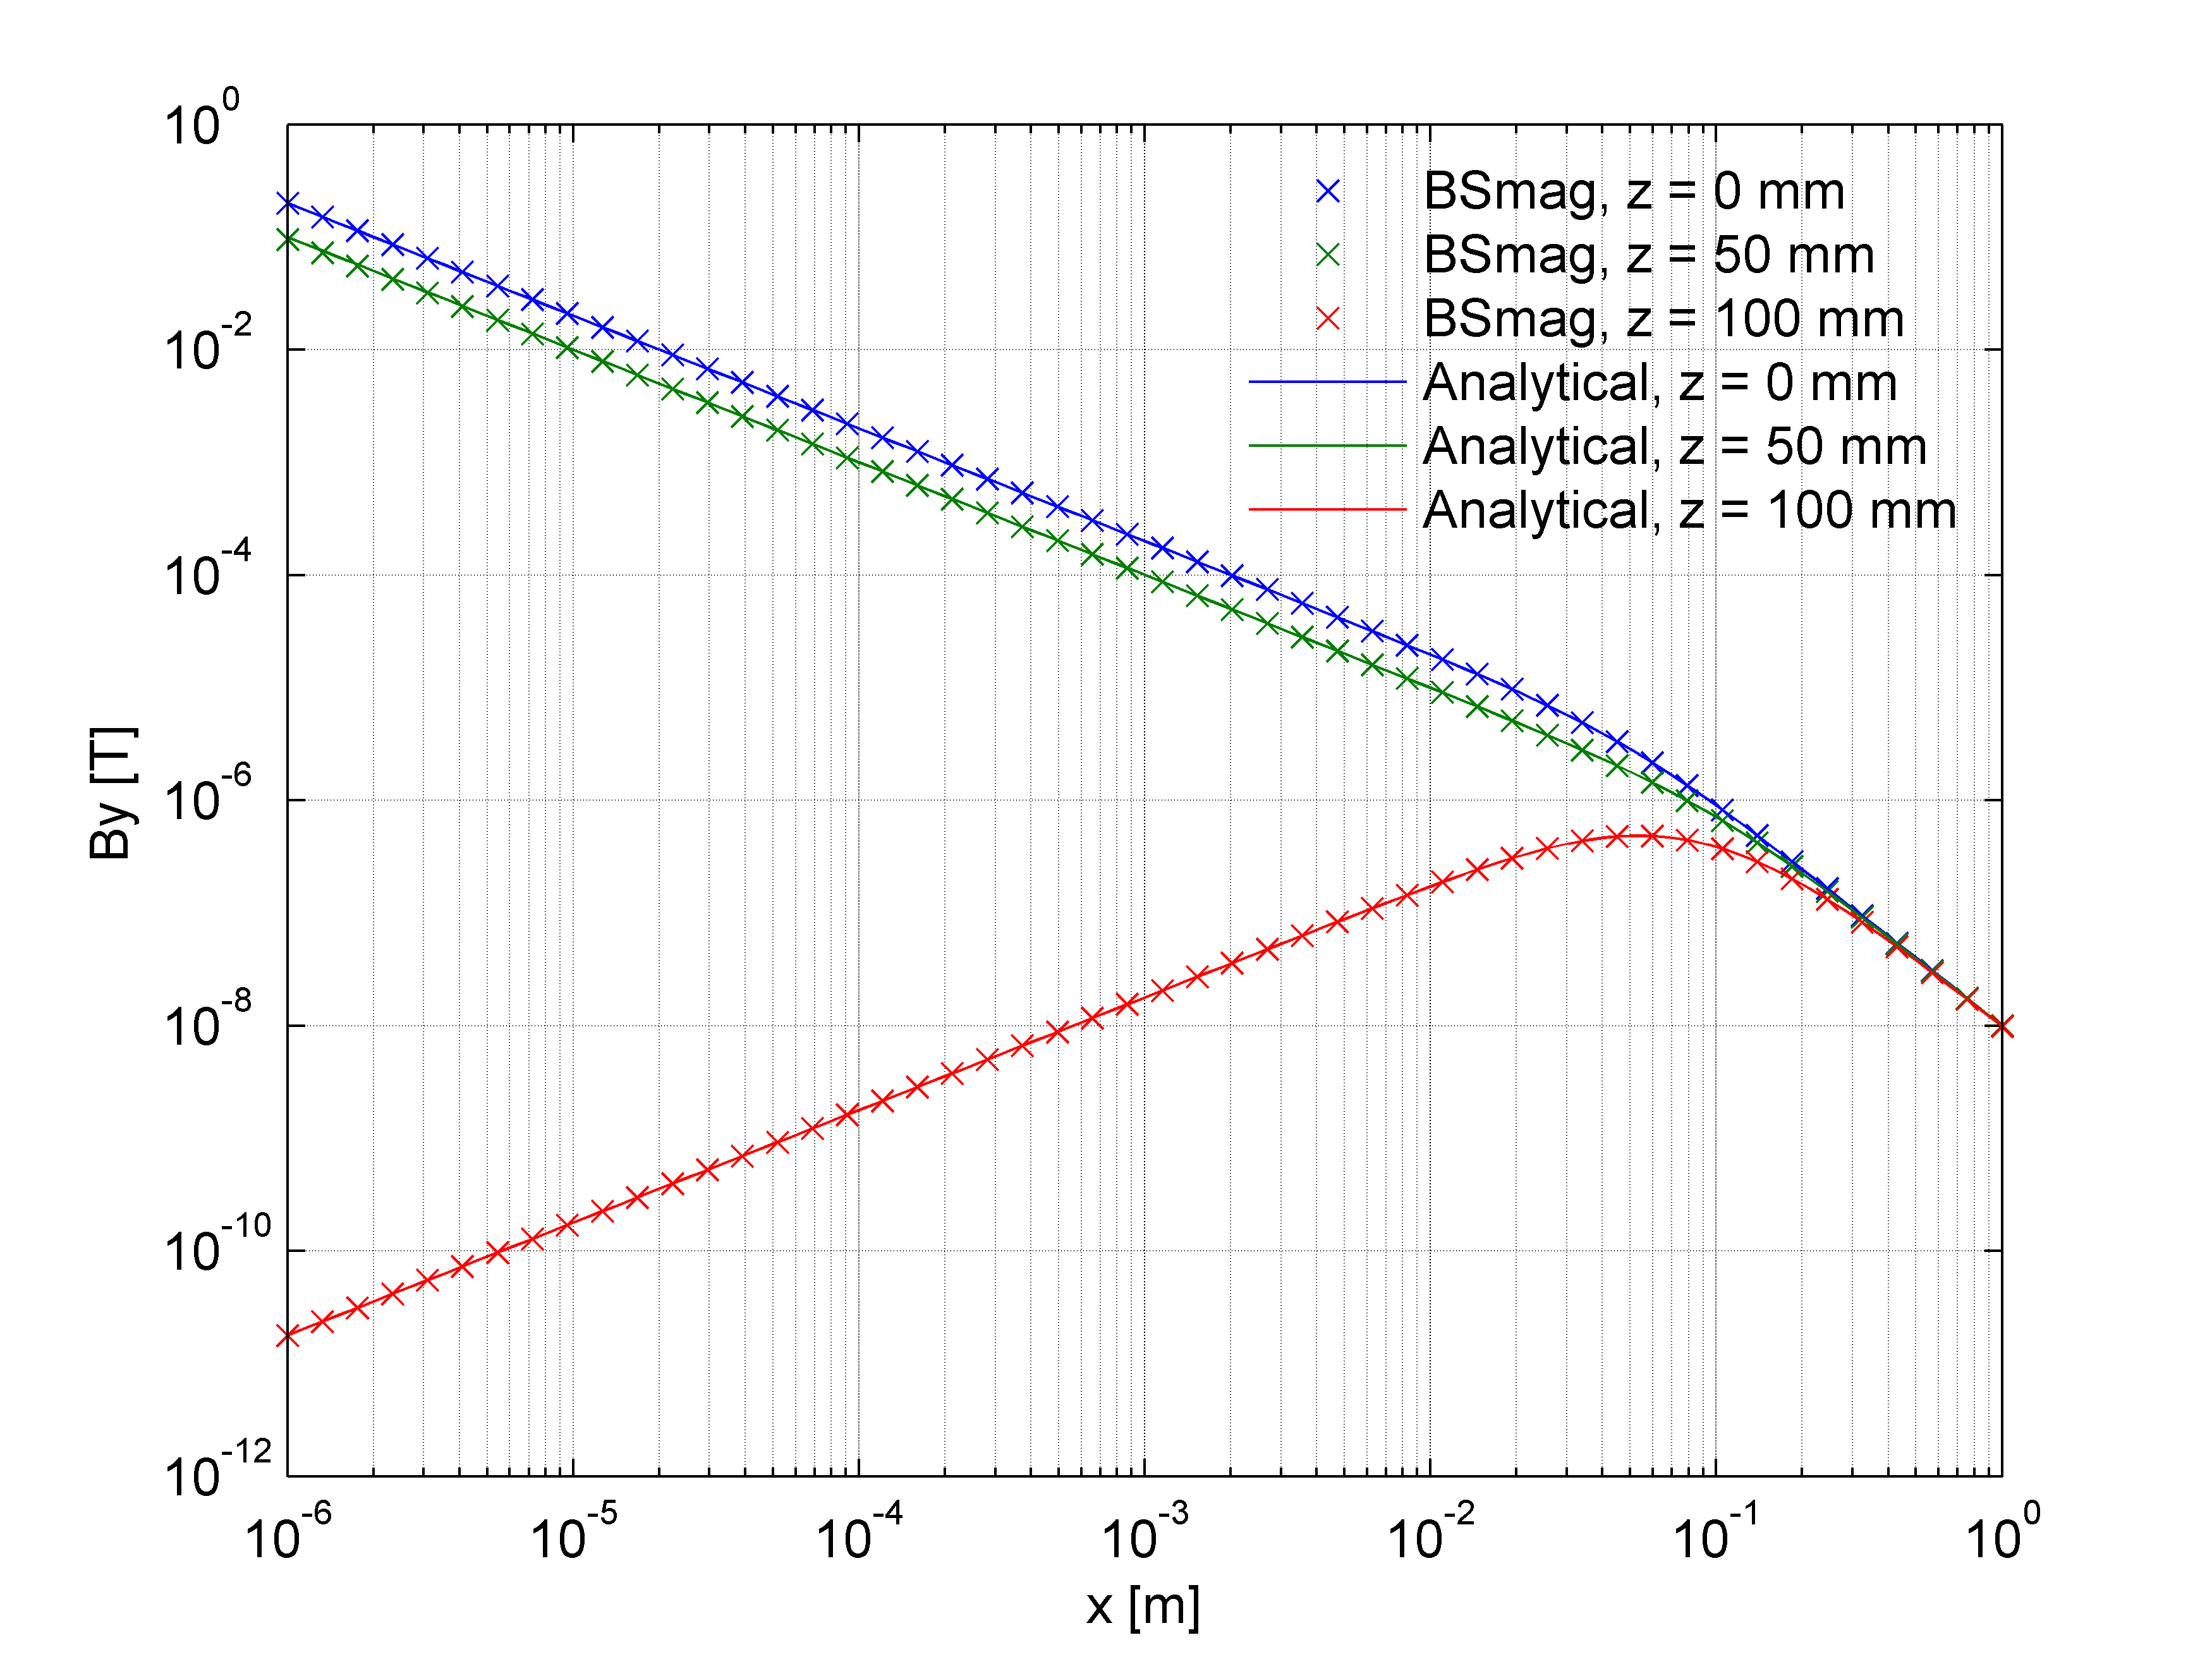 10^0
10^-2
10^-4
10^-6
10^-8
10^-10
10^-12
By [T]
BSmag, z = 0 mm
BSmag, z = 50 mm
BSmag, z = 100 mm
Analytical, z = 0 mm
Analytical, z = 50 mm
Analytical, z = 100 mm
10^-6 10^-5 10^-4 10^-3 10^-2 10^-1 10^0
x [m]